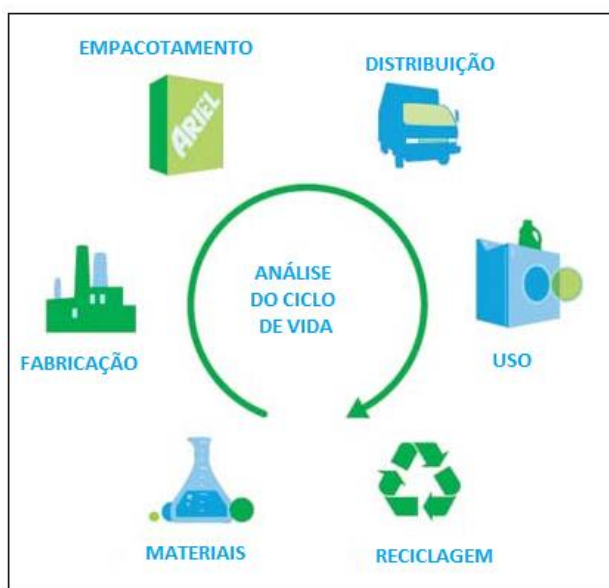 EMPACOTAMENTO
DISTRIBUIÇÃO
ARIEL
ANÁLISE
DO CICLO
DE VIDA
FABRICAÇÃO
USO
MATERIAIS
RECICLAGEM